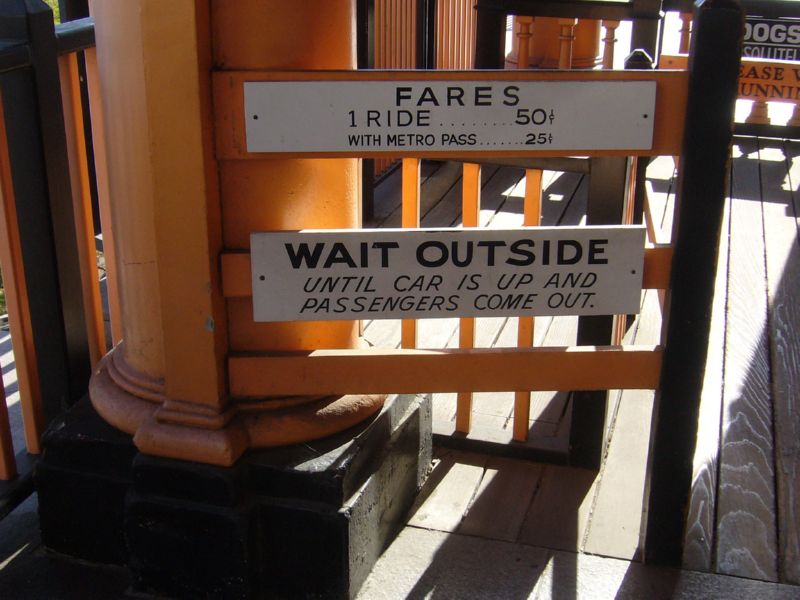 FARES
1 RIDE ........ 50¢
WITH METRO PASS ....... 25¢
WAIT OUTSIDE
UNTIL CAR IS UP AND
PASSENGERS COME OUT.
DOGS